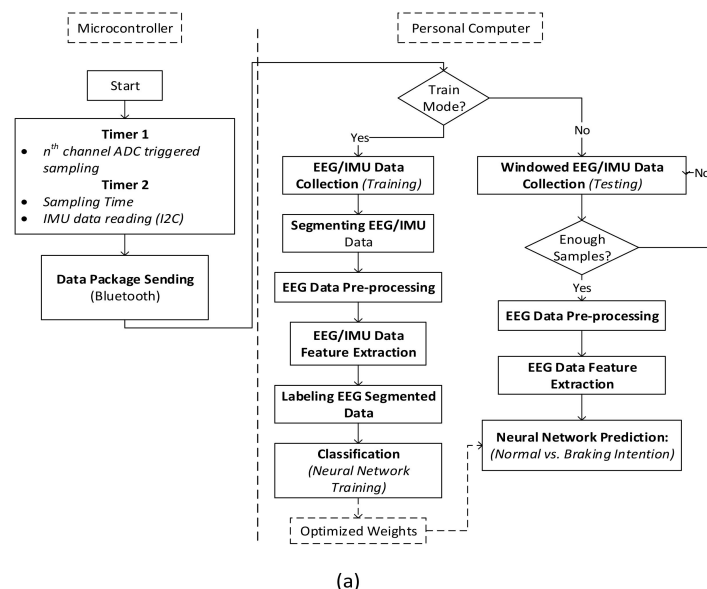 Microcontroller
Personal Computer
Start
Timer 1
• nth channel ADC triggered
sampling
Timer 2
• Sampling Time
• IMU data reading (I2C)
Data Package Sending
(Bluetooth)
Train
Mode?
Yes
No
EEG/IMU Data
Collection (Training)
Segmenting EEG/IMU
Data
EEG Data Pre-processing
EEG/IMU Data
Feature Extraction
Labeling EEG Segmented
Data
Classification
(Neural Network
Training)
Optimized Weights
Windowed EEG/IMU Data
Collection (Testing)
No
Enough
Samples?
Yes
EEG Data Pre-processing
EEG Data Feature
Extraction
Neural Network Prediction:
(Normal vs. Braking Intention)
(a)